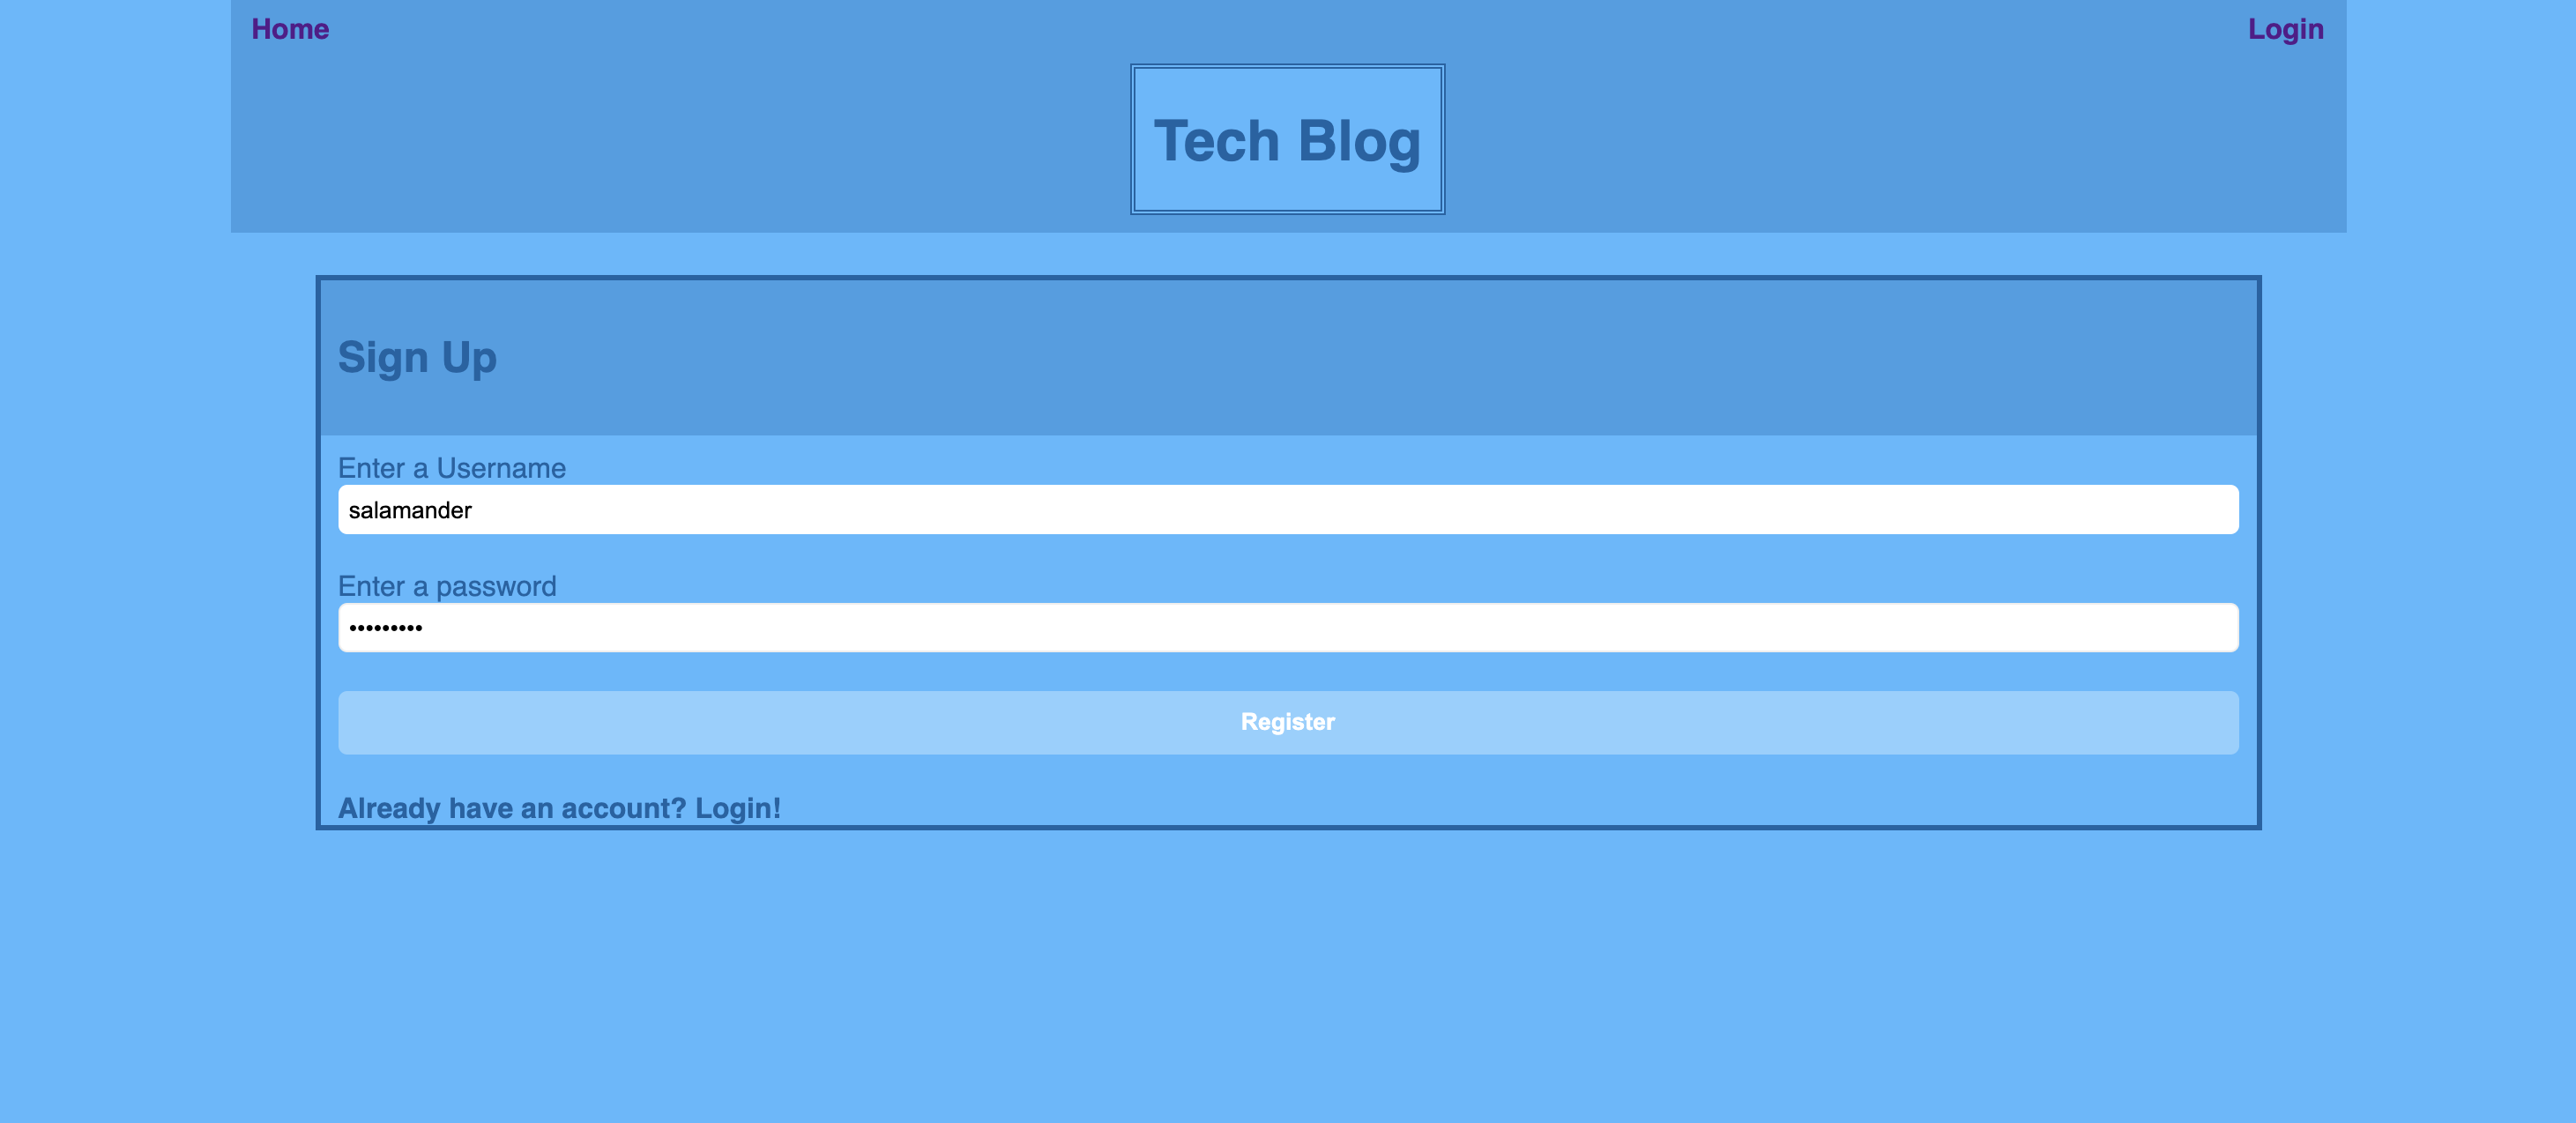 Home
Login
Tech Blog
Sign Up
Enter a Username
salamander
Enter a password
•••••••••
Register
Already have an account? Login!